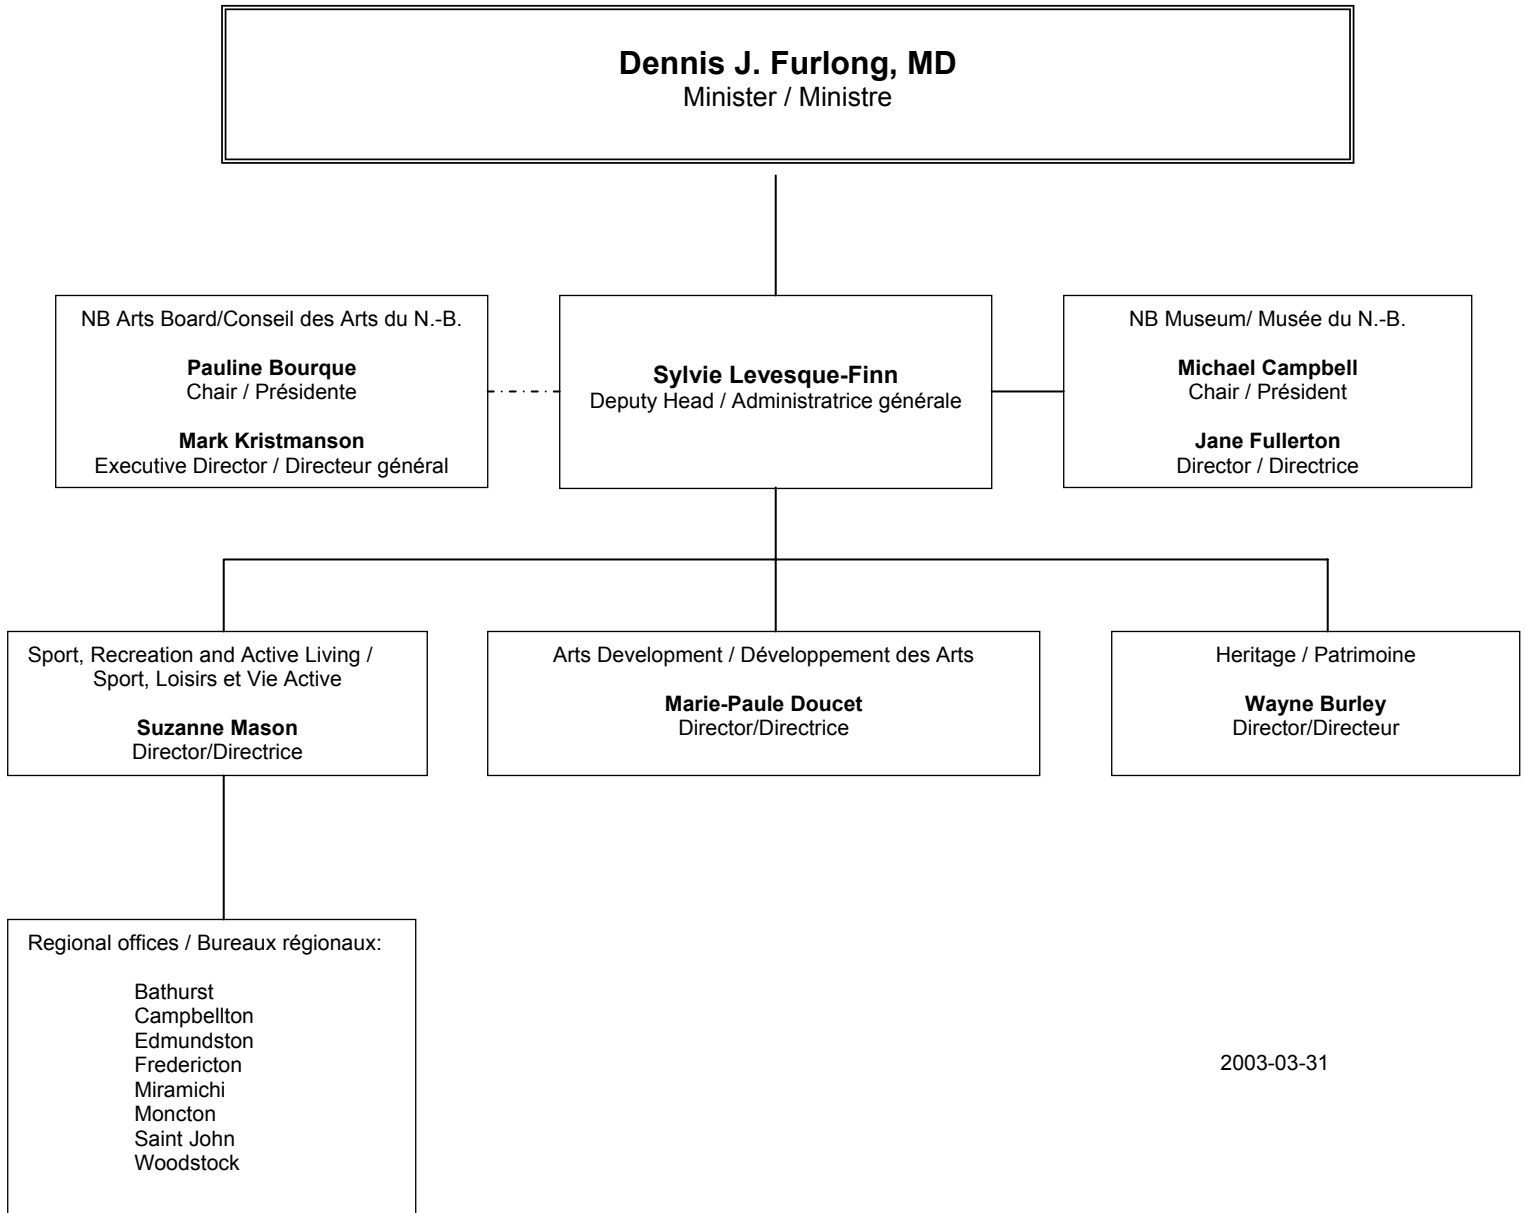 Dennis J. Furlong, MD
Minister / Ministre
NB Arts Board/Conseil des Arts du N.-B.
Pauline Bourque
Chair / Présidente
Mark Kristmanson
Executive Director / Directeur général
Sylvie Levesque-Finn
Deputy Head / Administratrice générale
NB Museum/ Musée du N.-B.
Michael Campbell
Chair / Président
Jane Fullerton
Director / Directrice
Sport, Recreation and Active Living /
Sport, Loisirs et Vie Active
Suzanne Mason
Director/Directrice
Arts Development / Développement des Arts
Marie-Paule Doucet
Director/Directrice
Heritage / Patrimoine
Wayne Burley
Director/Directeur
Regional offices / Bureaux régionaux:
Bathurst
Campbellton
Edmundston
Fredericton
Miramichi
Moncton
Saint John
Woodstock
2003-03-31